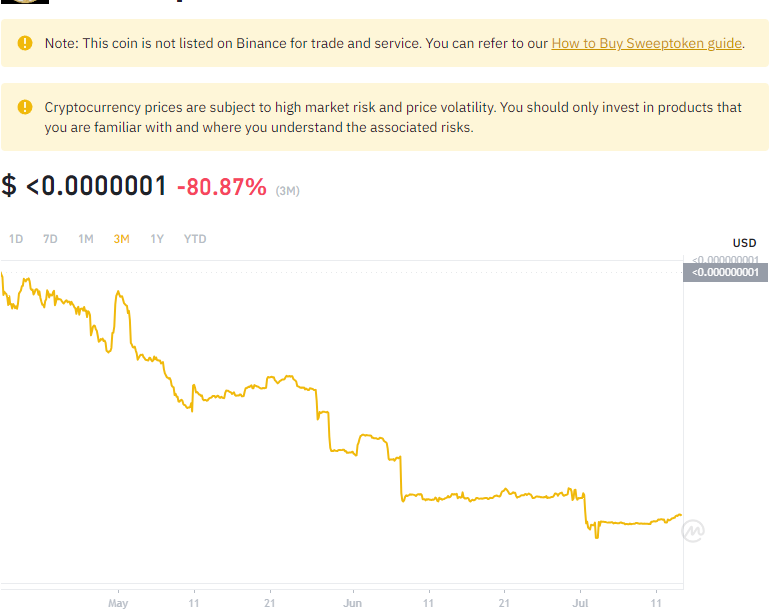 Note: This coin is not listed on Binance for trade and service. You can refer to our How to Buy Sweeptoken guide.
Cryptocurrency prices are subject to high market risk and price volatility. You should only invest in products that
you are familiar with and where you understand the associated risks.
$ <0.0000001 -80.87% (3M)
1D 7D 1M 3M 1Y YTD
USD
<0.000000001
<0.000000001
May 11 21 Jun 11 21 Jul 11